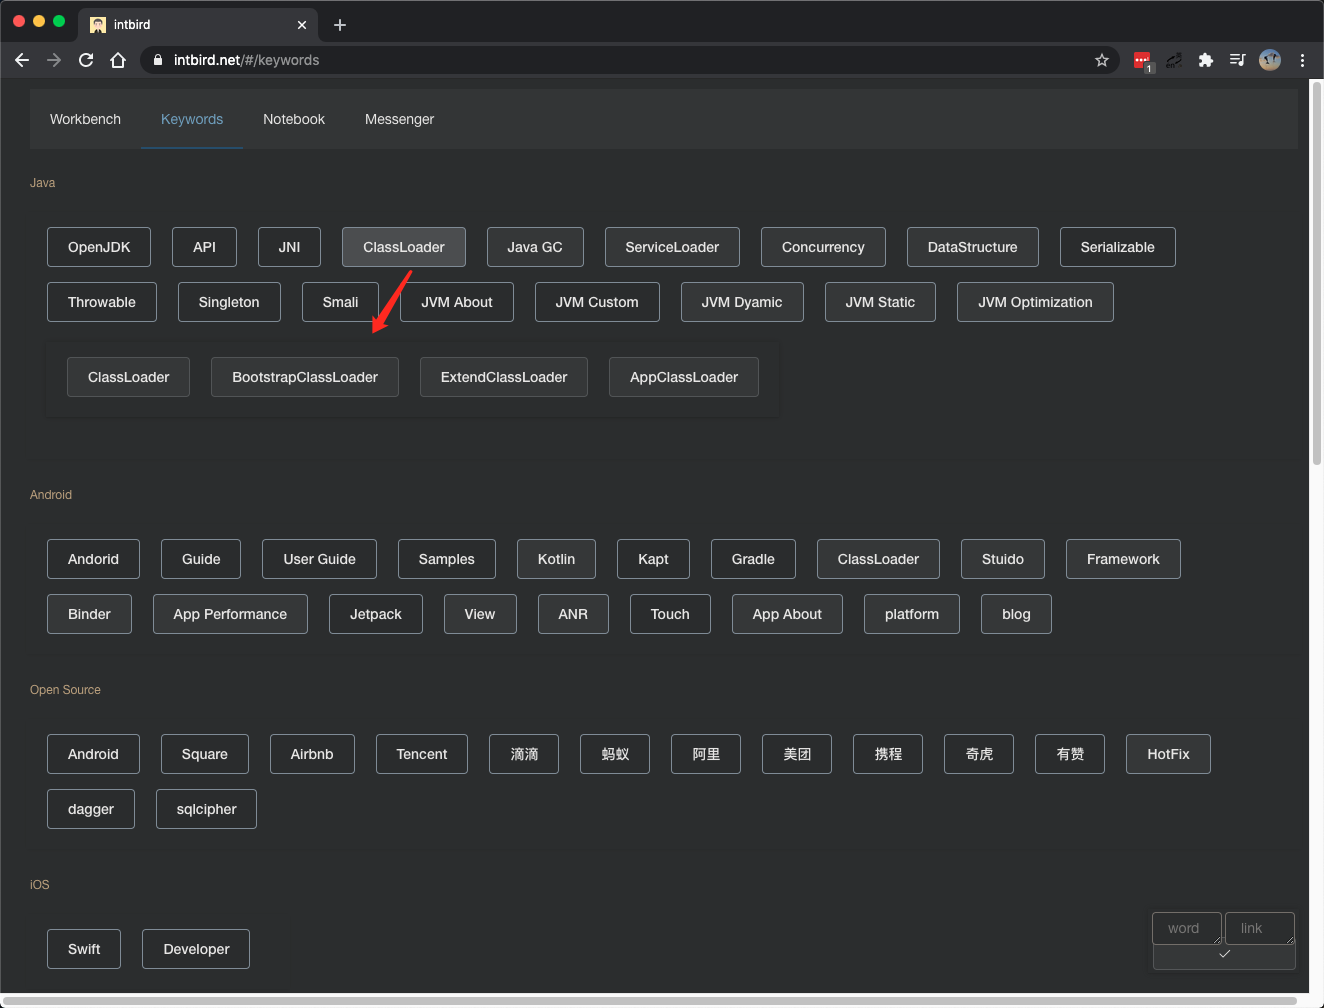 intbird
intbird.net/#/keywords
1
Workbench Keywords Notebook Messenger
Java
OpenJDK API JNI ClassLoader Java GC ServiceLoader Concurrency DataStructure Serializable
Throwable Singleton Smali JVM About JVM Custom JVM Dyamic JVM Static JVM Optimization
ClassLoader BootstrapClassLoader ExtendClassLoader AppClassLoader
Android
Andorid Guide User Guide Samples Kotlin Kapt Gradle ClassLoader Stuido Framework
Binder App Performance Jetpack View ANR Touch App About platform blog
Open Source
Android Square Airbnb Tencent 滴滴 蚂蚁 阿里 美团 携程 奇虎 有赞 HotFix
dagger sqlcipher
iOS
Swift Developer
word link